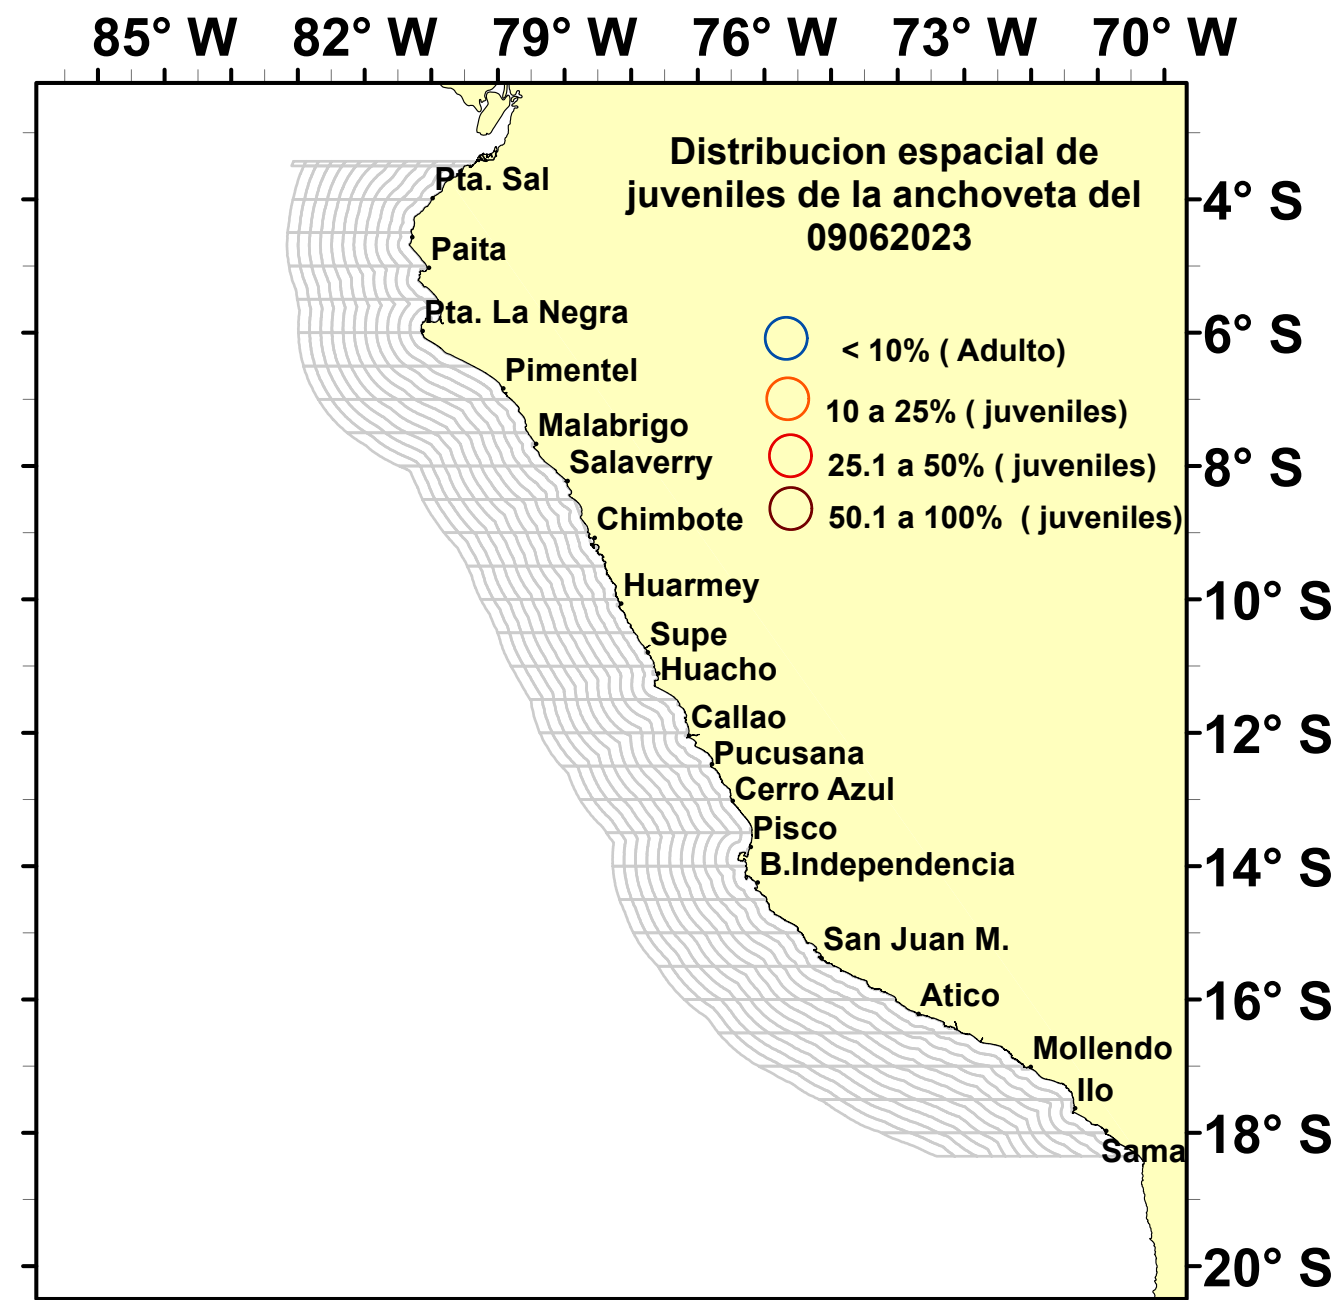 85° W 82° W 79° W 76° W 73° W 70° W
Distribucion espacial de
juveniles de la anchoveta del
09062023
Pta. Sal
4° S
Paita
Pta. La Negra
6° S
< 10% ( Adulto)
Pimentel
10 a 25% ( juveniles)
Malabrigo
Salaverry
25.1 a 50% ( juveniles)
8° S
Chimbote
50.1 a 100%  ( juveniles)
Huarmey
10° S
Supe
Huacho
Callao
12° S
Pucusana
Cerro Azul
Pisco
B.Independencia
14° S
San Juan M.
Atico
16° S
Mollendo
Ilo
18° S
Sama
20° S